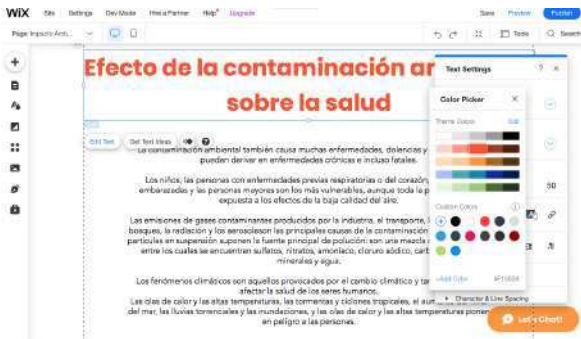 WiX Site Settings Dev Mode Hire a Partner Help Upgrade Save Preview Publish
Page: Tools Search
Efecto de la contaminación
sobre la salud
Text Settings ? ×
Color Picker ×
Theme Colors Edit
Edit Text Get Text Ideas
La contaminación ambiental también causa muchas enfermedades, dolencias y
puedan derivar en enfermedades crónicas e incluso fatales.
Los niños, las personas con enfermedades previas respiratorias o del corazón,
embarazadas y las personas mayores son los más vulnerables, aunque toda la p
expuesta a los efectos de la baja calidad del aire.
50
Custom Colors
Las emisiones de gases contaminantes producidos por la industria, el transporte,
bosques, la radiación y los aerosoleson las principales causas de la contaminación
partículas en suspensión suponen la fuente principal de polución: son una mezcla
entre los cuales se encuentran sulfatos, nitratos, amoníaco, cloruro sódico, carb
minerales y agua.
+Add Color
Los fenómenos climáticos son aquellos provocados por el cambio climático y
afectar la salud de los seres humanos.
Character & Line Spacing
Las olas de calor y las altas temperaturas, las tormentas y ciclones tropicales, el
del mar, las lluvias torrenciales y las inundaciones, y las olas de calor y las altas temperaturas ponen
en peligro a las personas.
Let's Chat!